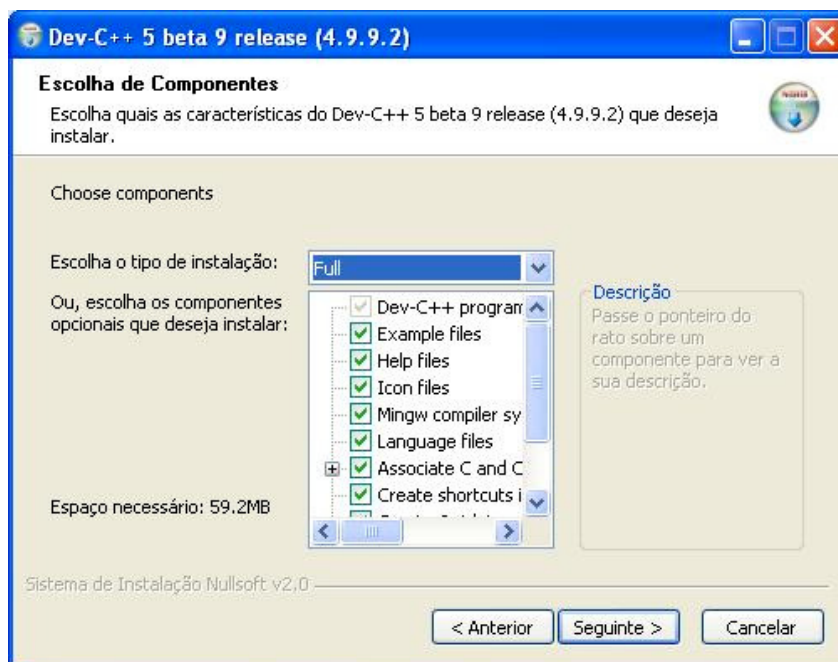 Dev-C++ 5 beta 9 release (4.9.9.2)
Escolha de Componentes
Escolha quais as características do Dev-C++ 5 beta 9 release (4.9.9.2) que deseja
instalar.
Choose components
Escolha o tipo de instalação:
Full
Ou, escolha os componentes
opcionais que deseja instalar:
Dev-C++ program
Example files
Help files
Icon files
Mingw compiler sy
Language files
Associate C and C
Create shortcuts i
Descrição
Passe o ponteiro do
rato sobre um
componente para ver a
sua descrição.
Espaço necessário: 59.2MB
Sistema de Instalação Nullsoft v2.0
< Anterior
Seguinte >
Cancelar